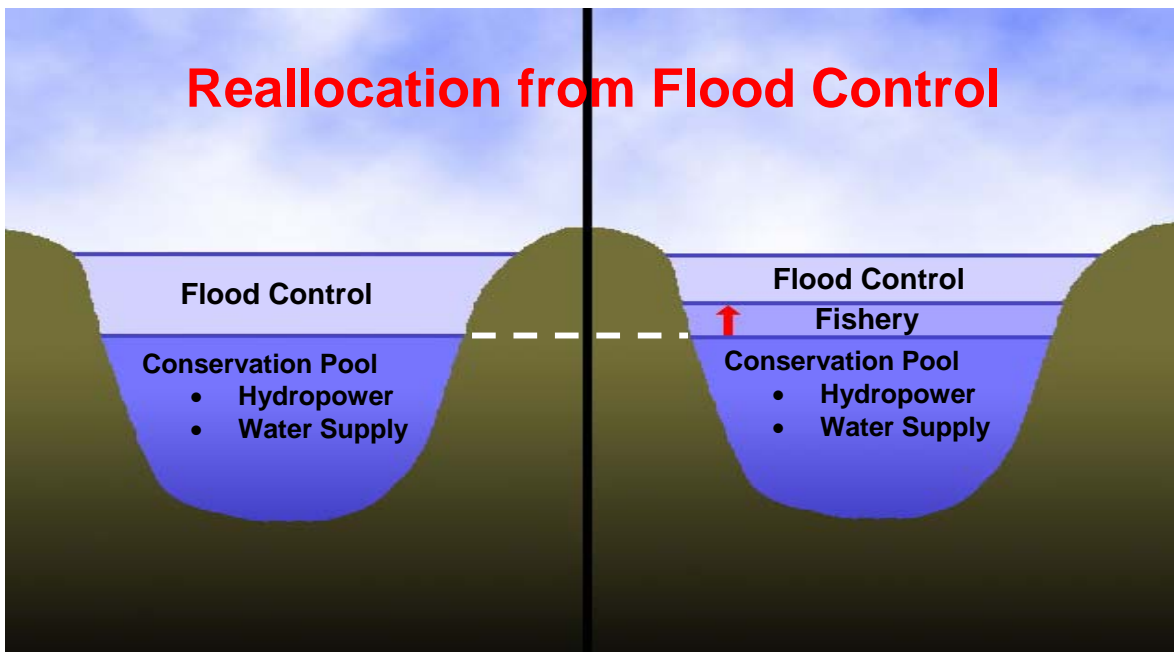 Reallocation from Flood Control
Flood Control
Conservation Pool
• Hydropower
• Water Supply
Flood Control
Fishery
Conservation Pool
• Hydropower
• Water Supply